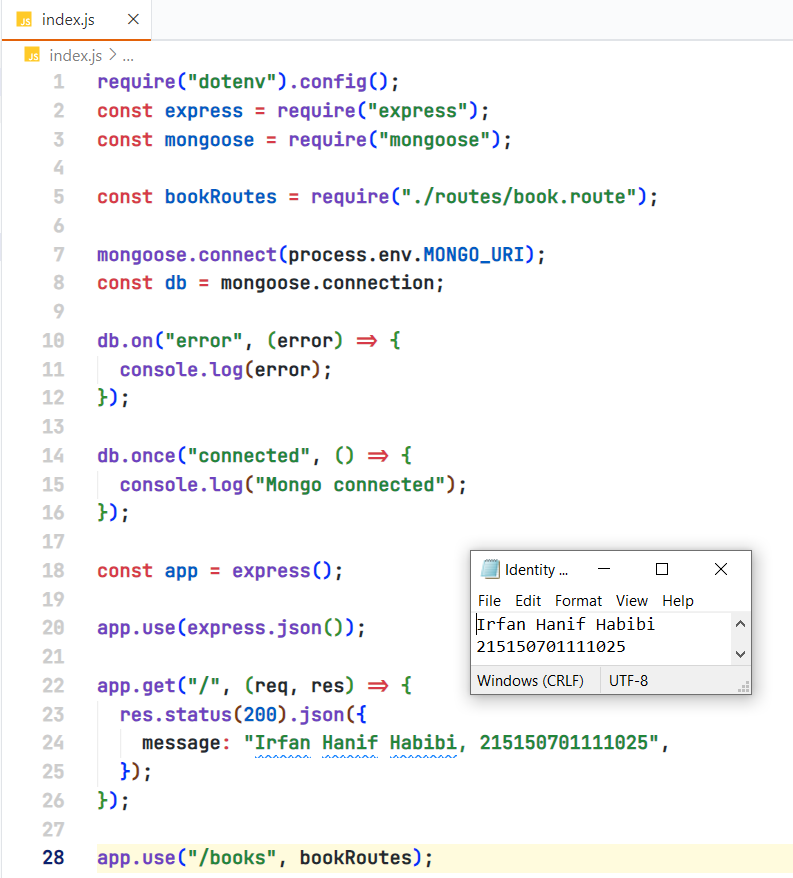 index.js
index.js > ...
1 require("dotenv").config();
2 const express = require("express");
3 const mongoose = require("mongoose");
4
5 const bookRoutes = require("./routes/book.route");
6
7 mongoose.connect(process.env.MONGO_URI);
8 const db = mongoose.connection;
9
10 db.on("error", (error) => {
11   console.log(error);
12 });
13
14 db.once("connected", () => {
15   console.log("Mongo connected");
16 });
17
18 const app = express();
19
20 app.use(express.json());
21
22 app.get("/", (req, res) => {
23   res.status(200).json({
24     message: "Irfan Hanif Habibi, 215150701111025",
25   });
26 });
27
28 app.use("/books", bookRoutes);
Identity ...
File Edit Format View Help
Irfan Hanif Habibi
215150701111025
Windows (CRLF) UTF-8